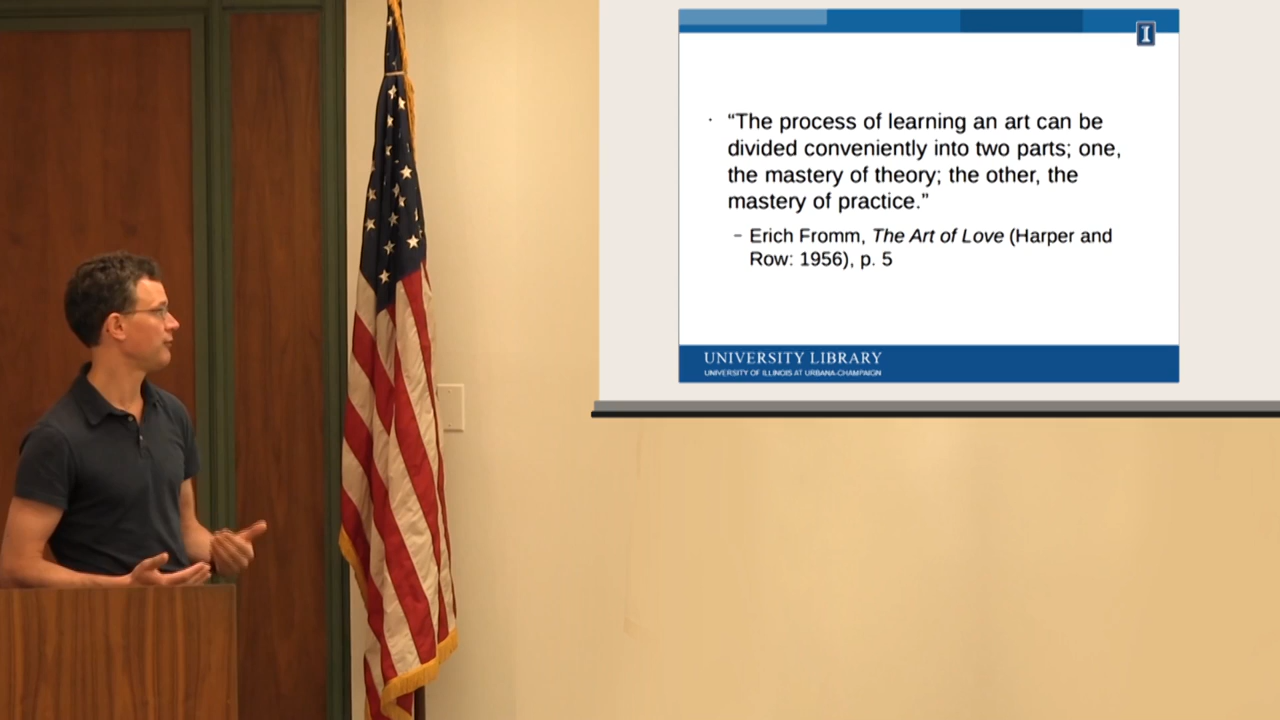 I
· “The process of learning an art can be
divided conveniently into two parts; one,
the mastery of theory; the other, the
mastery of practice.”
– Erich Fromm, The Art of Love (Harper and
Row: 1956), p. 5
UNIVERSITY LIBRARY
UNIVERSITY OF ILLINOIS AT URBANA-CHAMPAIGN